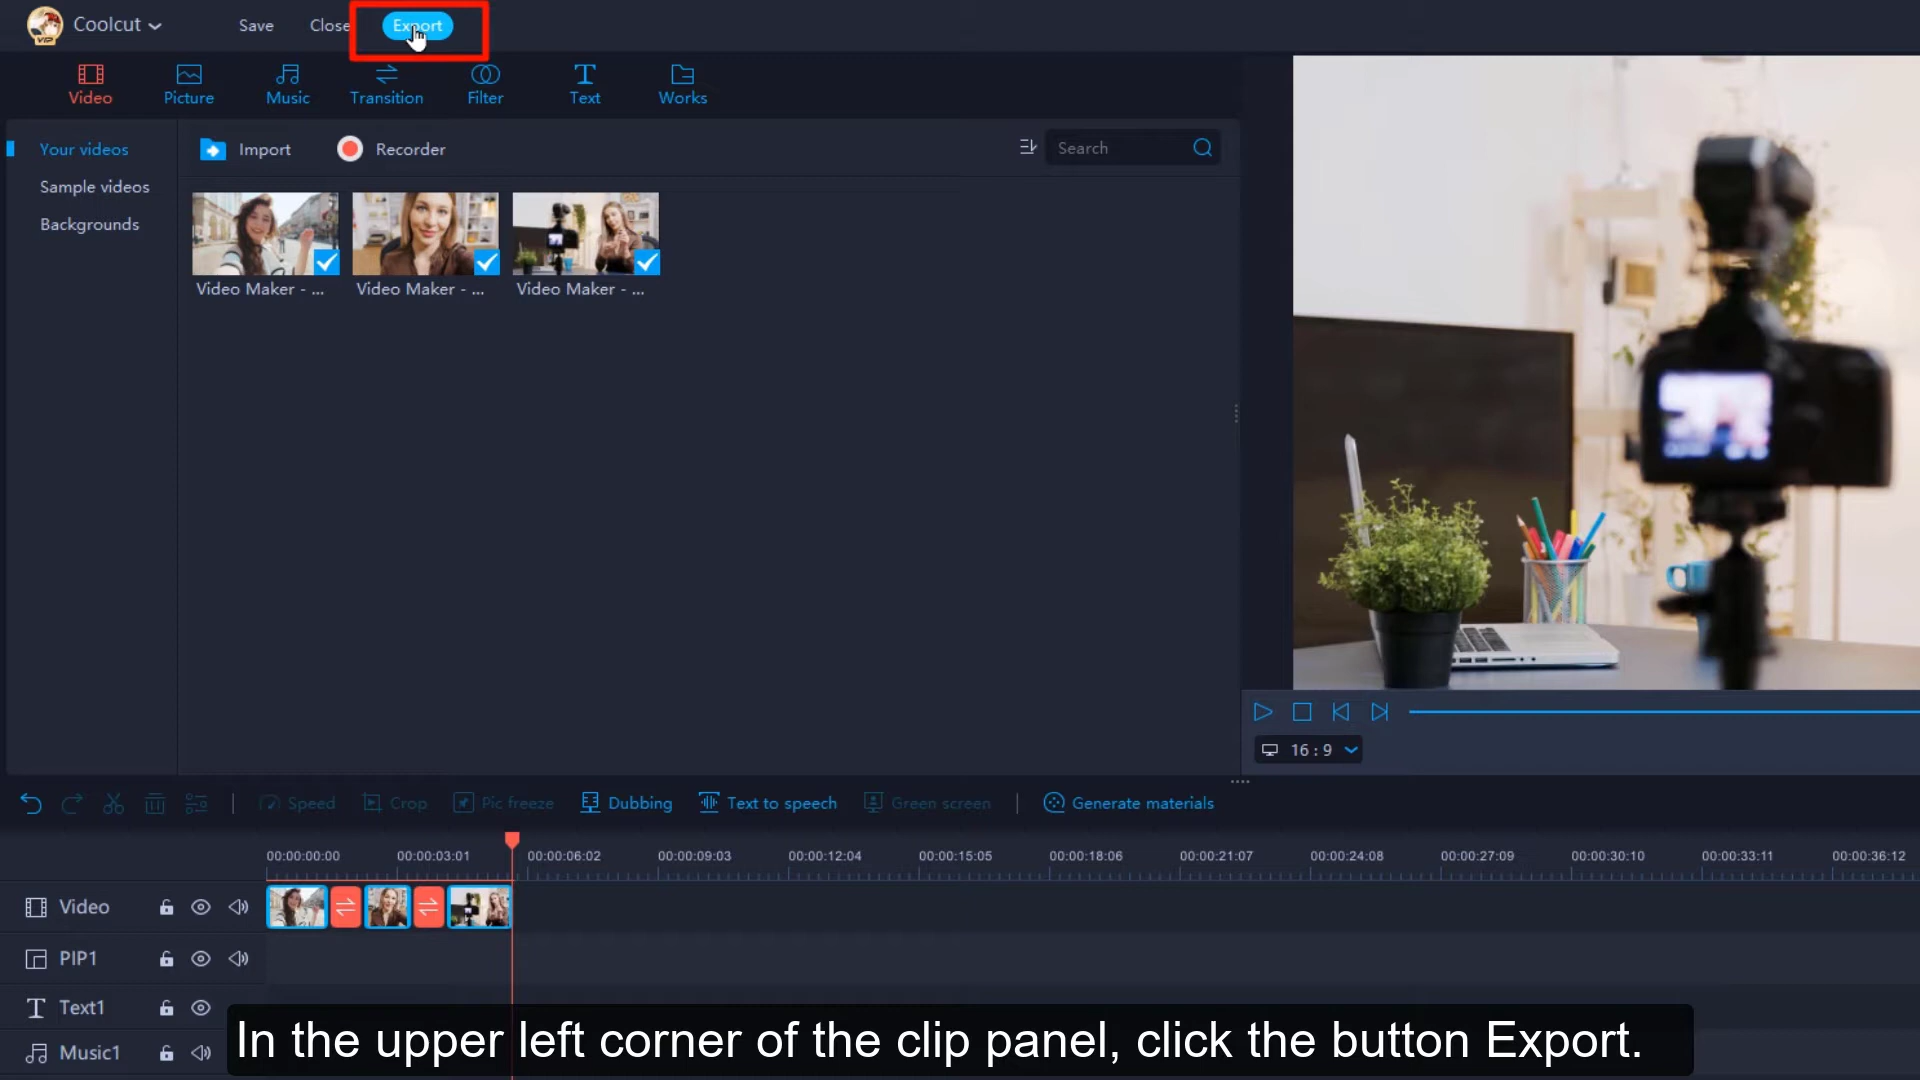 Coolcut
Save
Close
Export
VIP
Video
Picture
Music
Transition
Filter
Text
Works
Your videos
Sample videos
Backgrounds
Import
Recorder
Search
Video Maker - ...
Video Maker - ...
Video Maker - ...
16 : 9
Speed
Crop
Pic freeze
Dubbing
Text to speech
Green screen
Generate materials
00:00:00:00
00:00:03:01
00:00:06:02
00:00:09:03
00:00:12:04
00:00:15:05
00:00:18:06
00:00:21:07
00:00:24:08
00:00:27:09
00:00:30:10
00:00:33:11
00:00:36:12
Video
PIP1
Text1
Music1
In the upper left corner of the clip panel, click the button Export.